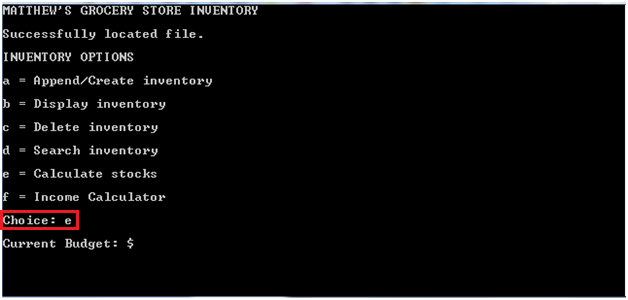 MATTHEW'S GROCERY STORE INVENTORY
Successfully located file.
INVENTORY OPTIONS
a = Append/Create inventory
b = Display inventory
c = Delete inventory
d = Search inventory
e = Calculate stocks
f = Income Calculator
Choice: e
Current Budget: $